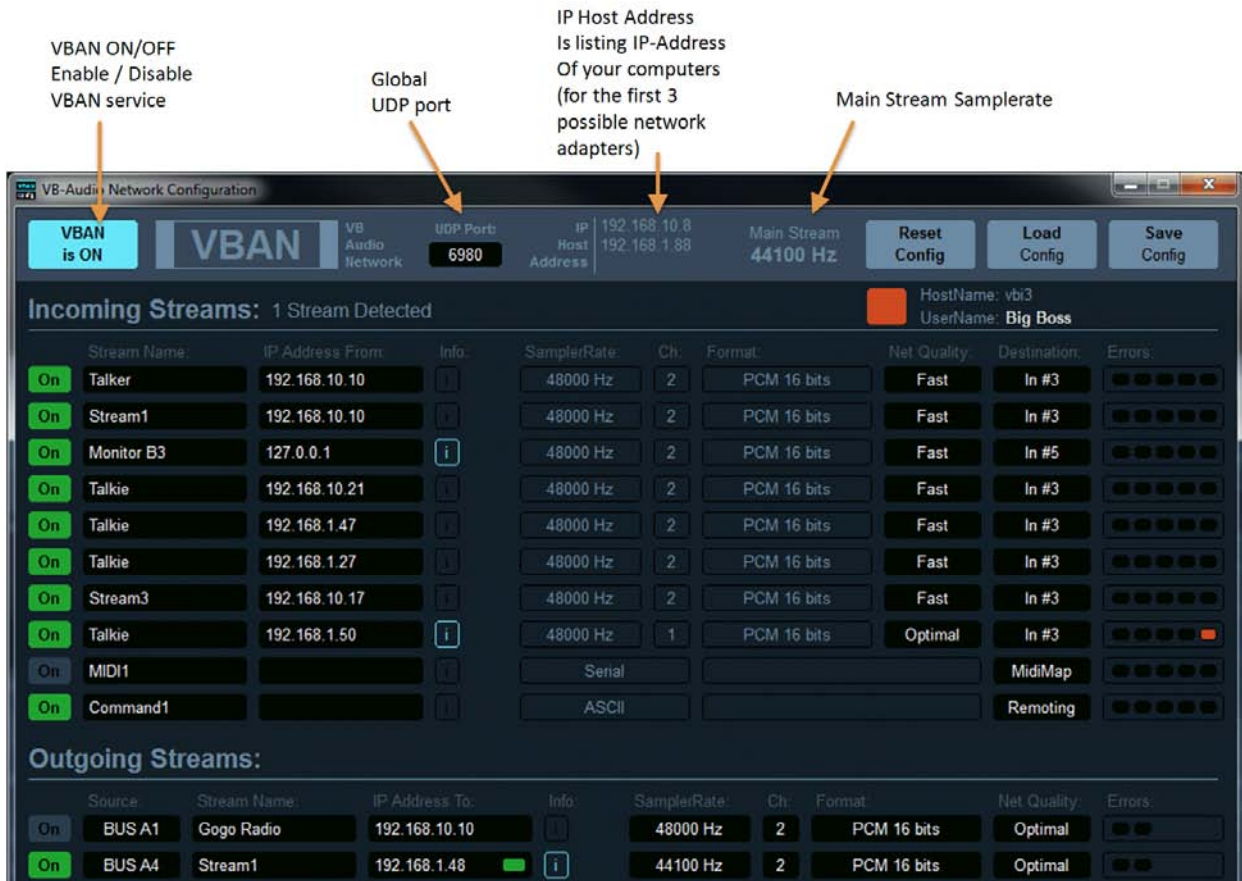 VBAN ON/OFF
Enable / Disable
VBAN service
Global
UDP port
IP Host Address
Is listing IP-Address
Of your computers
(for the first 3
possible network
adapters)
Main Stream Samplerate
VB-Audio Network Configuration
VBAN
is ON
VBAN
VB
Audio
Network
UDP Port:
6980
IP
Host
Address
192.168.10.8
192.168.1.88
Main Stream
44100 Hz
Reset
Config
Load
Config
Save
Config
Incoming Streams: 1 Stream Detected
HostName: vbi3
UserName: Big Boss
Stream Name: IP Address From: Info: SamplerRate: Ch: Format: Net Quality: Destination: Errors:
On Talker 192.168.10.10 i 48000 Hz 2 PCM 16 bits Fast In #3
On Stream1 192.168.10.10 i 48000 Hz 2 PCM 16 bits Fast In #3
On Monitor B3 127.0.0.1 i 48000 Hz 2 PCM 16 bits Fast In #5
On Talkie 192.168.10.21 i 48000 Hz 2 PCM 16 bits Fast In #3
On Talkie 192.168.1.47 i 48000 Hz 2 PCM 16 bits Fast In #3
On Talkie 192.168.1.27 i 48000 Hz 2 PCM 16 bits Fast In #3
On Stream3 192.168.10.17 i 48000 Hz 2 PCM 16 bits Fast In #3
On Talkie 192.168.1.50 i 48000 Hz 1 PCM 16 bits Optimal In #3
On MIDI1 i Serial MidiMap
On Command1 i ASCII Remoting
Outgoing Streams:
Source: Stream Name: IP Address To: Info: SamplerRate: Ch: Format: Net Quality: Errors:
On BUS A1 Gogo Radio 192.168.10.10 i 48000 Hz 2 PCM 16 bits Optimal
On BUS A4 Stream1 192.168.1.48 i 44100 Hz 2 PCM 16 bits Optimal